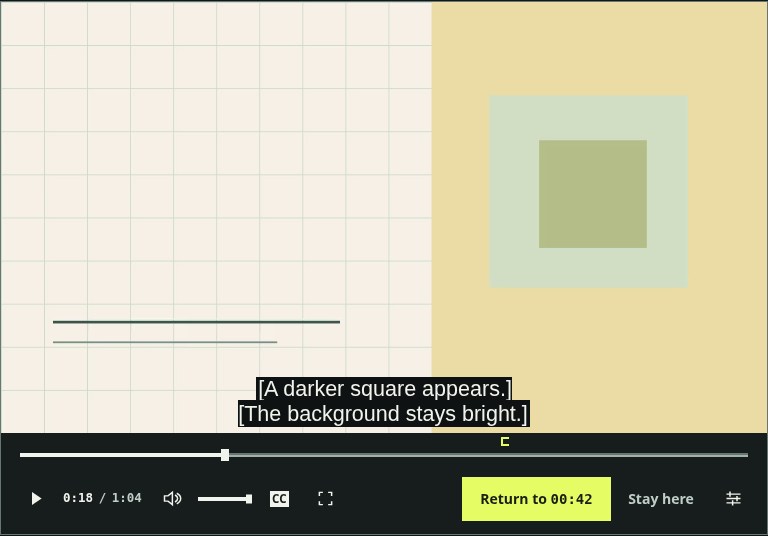 [A darker square appears.]
[The background stays bright.]
0:18 / 1:04
CC
Return to 00:42
Stay here